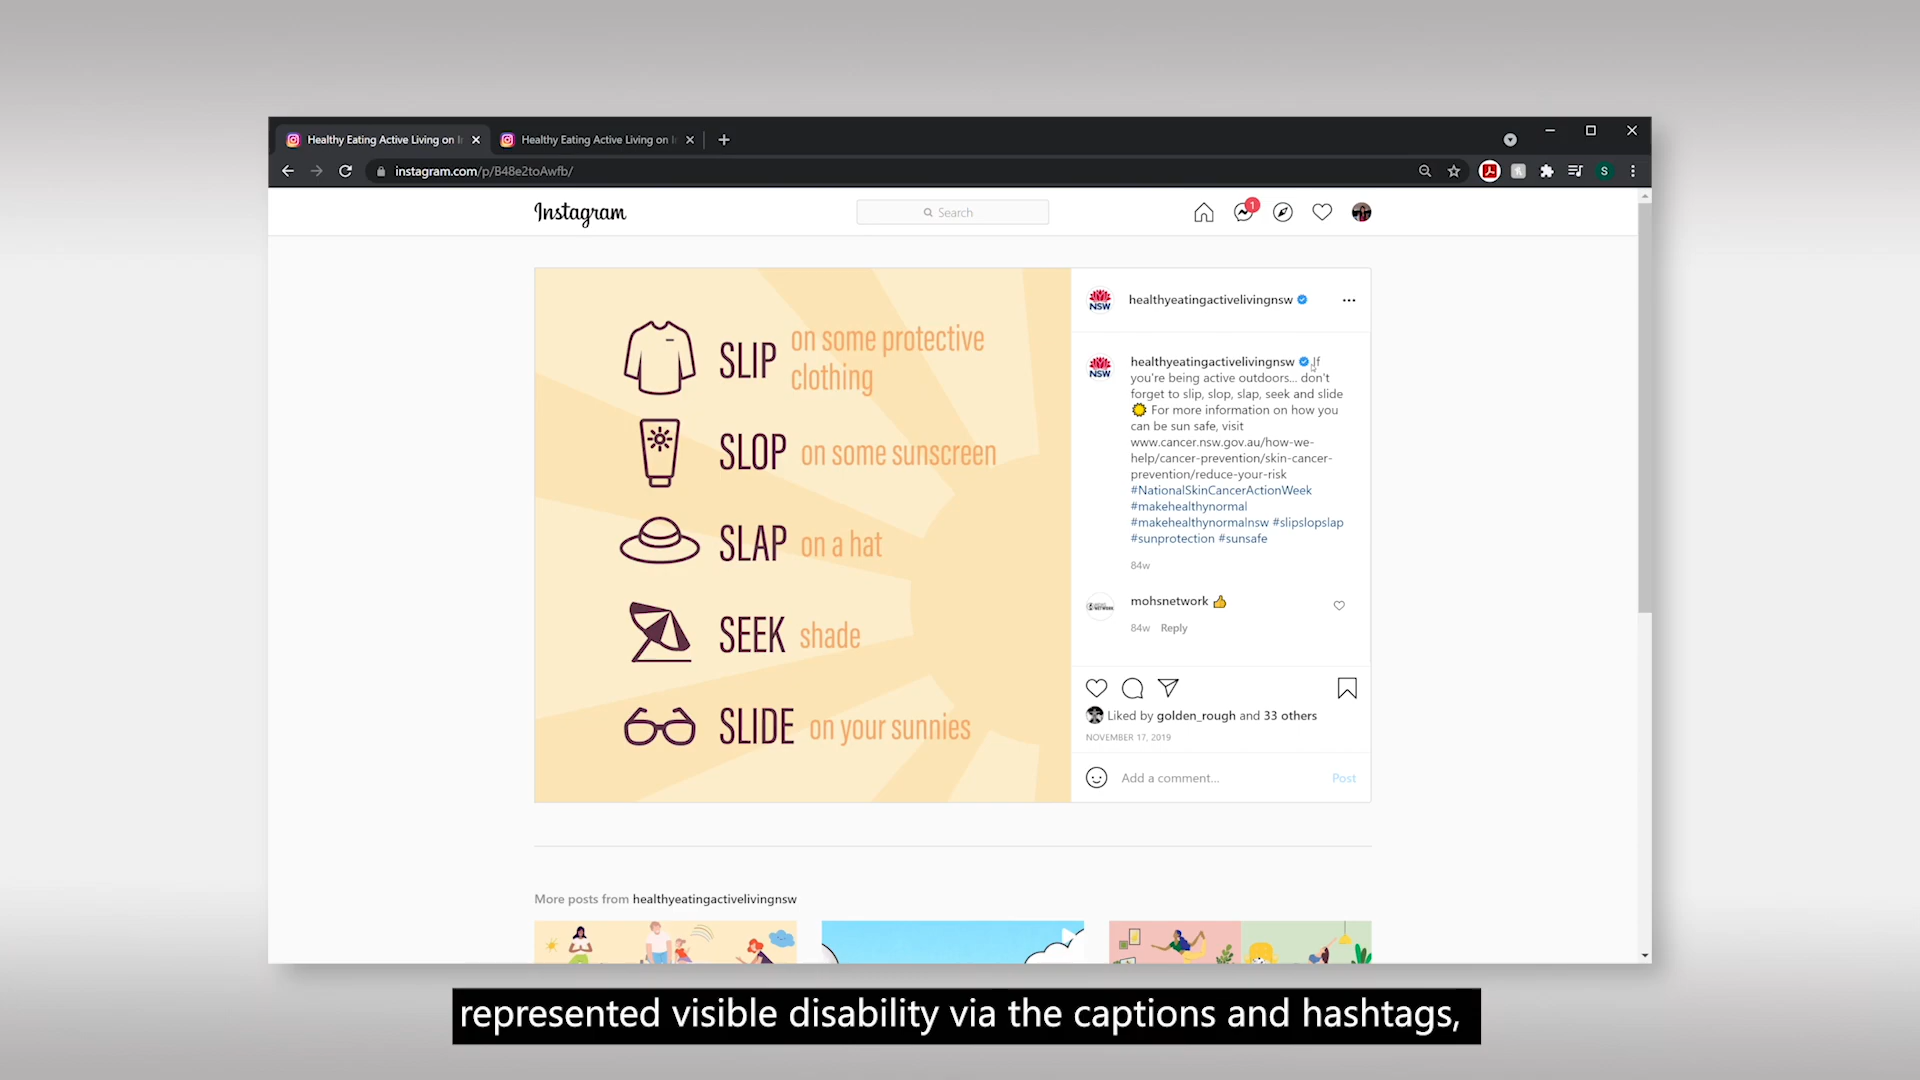 Healthy Eating Active Living on I
Healthy Eating Active Living on I
instagram.com/p/B48e2toAwfb/
S
Instagram
Search
1
SLIP on some protective
clothing
SLOP on some sunscreen
SLAP on a hat
SEEK shade
SLIDE on your sunnies
NSW
healthyeatingactivelivingnsw
NSW
healthyeatingactivelivingnsw If
you're being active outdoors... don't
forget to slip, slop, slap, seek and slide
For more information on how you
can be sun safe, visit
www.cancer.nsw.gov.au/how-we-
help/cancer-prevention/skin-cancer-
prevention/reduce-your-risk
#NationalSkinCancerActionWeek
#makehealthynormal
#makehealthynormalnsw #slipslopslap
#sunprotection #sunsafe
84w
mohsnetwork 👍
84w Reply
Liked by golden_rough and 33 others
NOVEMBER 17, 2019
Add a comment...
Post
More posts from healthyeatingactivelivingnsw
represented visible disability via the captions and hashtags,